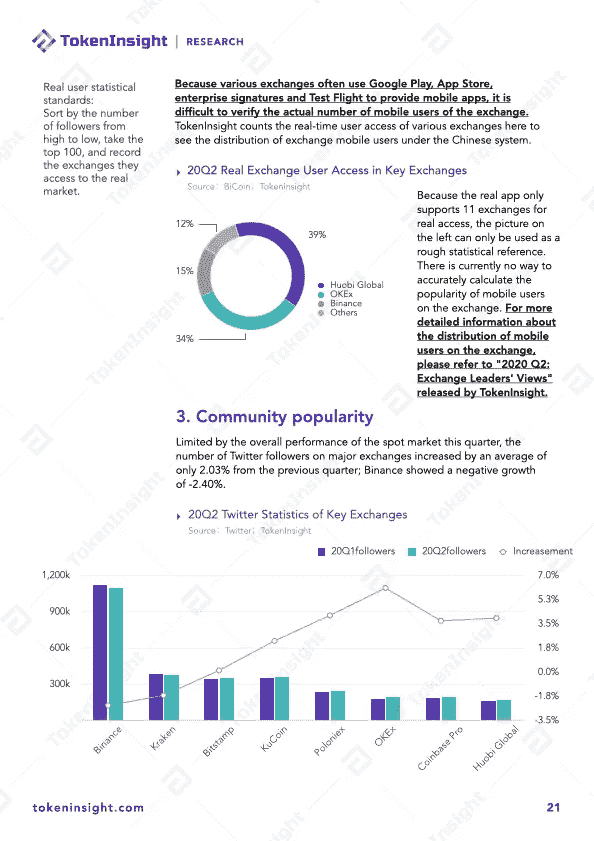 TokenInsight | RESEARCH
Real user statistical
standards:
Sort by the number
of followers from
high to low, take the
top 100, and record
the exchanges they
access to the real
market.
Because various exchanges often use Google Play, App Store,
enterprise signatures and Test Flight to provide mobile apps, it is
difficult to verify the actual number of mobile users of the exchange.
TokenInsight counts the real-time user access of various exchanges here to
see the distribution of exchange mobile users under the Chinese system.
20Q2 Real Exchange User Access in Key Exchanges
Source: BiCoin, TokenInsight
12%
39%
15%
34%
Huobi Global
OKEx
Binance
Others
Because the real app only
supports 11 exchanges for
real access, the picture on
the left can only be used as a
rough statistical reference.
There is currently no way to
accurately calculate the
popularity of mobile users
on the exchange. For more
detailed information about
the distribution of mobile
users on the exchange,
please refer to "2020 Q2:
Exchange Leaders' Views"
released by TokenInsight.
3. Community popularity
Limited by the overall performance of the spot market this quarter, the
number of Twitter followers on major exchanges increased by an average of
only 2.03% from the previous quarter; Binance showed a negative growth
of -2.40%.
20Q2 Twitter Statistics of Key Exchanges
Source: Twitter, TokenInsight
20Q1followers 20Q2followers Increasement
1,200k
900k
600k
300k
7.0%
5.3%
3.5%
1.8%
0.0%
-1.8%
-3.5%
Binance
Kraken
Bitstamp
KuCoin
Poloniex
OKEx
Coinbase Pro
Huobi Global
tokeninsight.com
21